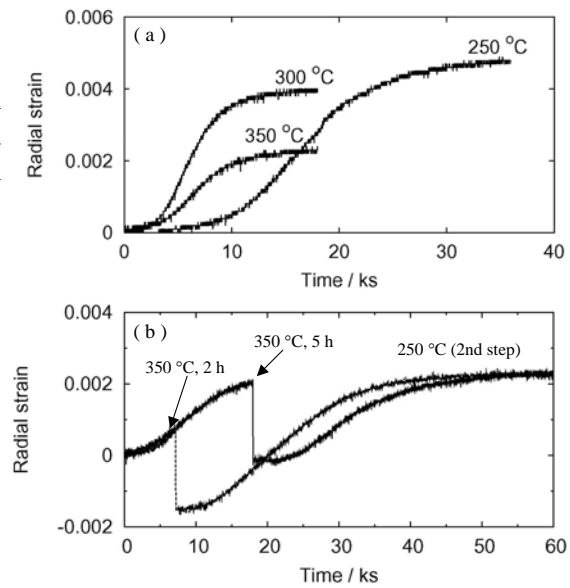 0.006
( a )
250 °C
300 °C
0.004
Radial strain
350 °C
0.002
0
0 10 20 30 40
Time / ks
0.004
( b )
350 °C, 5 h
250 °C (2nd step)
350 °C, 2 h
0.002
Radial strain
0
-0.002
0 10 20 30 40 50 60
Time / ks